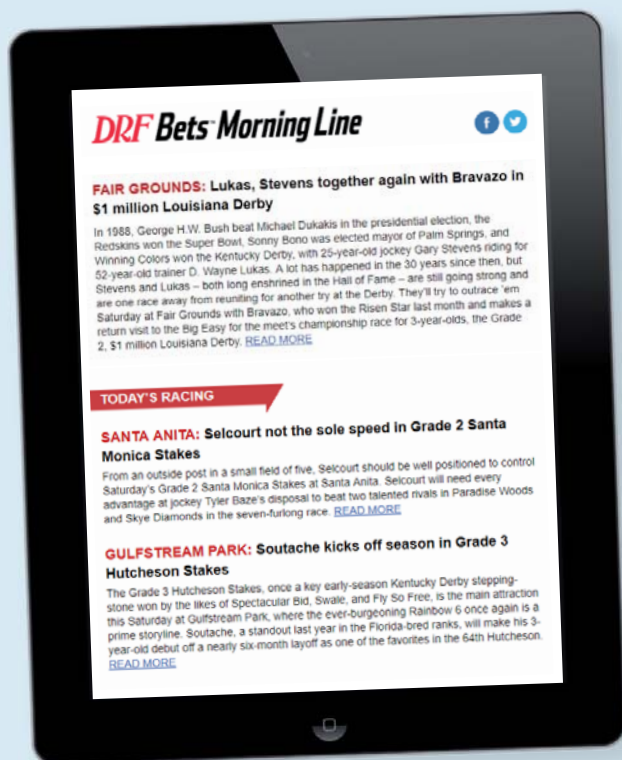 DRF Bets Morning Line
FAIR GROUNDS: Lukas, Stevens together again with Bravazo in
$1 million Louisiana Derby
In 1988, George H.W. Bush beat Michael Dukakis in the presidential election, the
Redskins won the Super Bowl, Sonny Bono was elected mayor of Palm Springs, and
Winning Colors won the Kentucky Derby, with 25-year-old jockey Gary Stevens riding for
52-year-old trainer D. Wayne Lukas. A lot has happened in the 30 years since then, but
Stevens and Lukas – both long enshrined in the Hall of Fame – are still going strong and
are one race away from reuniting for another try at the Derby. They'll try to outrace 'em
Saturday at Fair Grounds with Bravazo, who won the Risen Star last month and makes a
return visit to the Big Easy for the meet's championship race for 3-year-olds, the Grade
2, $1 million Louisiana Derby. READ MORE
TODAY'S RACING
SANTA ANITA: Selcourt not the sole speed in Grade 2 Santa
Monica Stakes
From an outside post in a small field of five, Selcourt should be well positioned to control
Saturday's Grade 2 Santa Monica Stakes at Santa Anita. Selcourt will need every
advantage at jockey Tyler Baze's disposal to beat two talented rivals in Paradise Woods
and Skye Diamonds in the seven-furlong race. READ MORE
GULFSTREAM PARK: Soutache kicks off season in Grade 3
Hutcheson Stakes
The Grade 3 Hutcheson Stakes, once a key early-season Kentucky Derby stepping-
stone won by the likes of Spectacular Bid, Swale, and Fly So Free, is the main attraction
this Saturday at Gulfstream Park, where the ever-burgeoning Rainbow 6 once again is a
prime storyline. Soutache, a standout last year in the Florida-bred ranks, will make his 3-
year-old debut off a nearly six-month layoff as one of the favorites in the 64th Hutcheson.
READ MORE